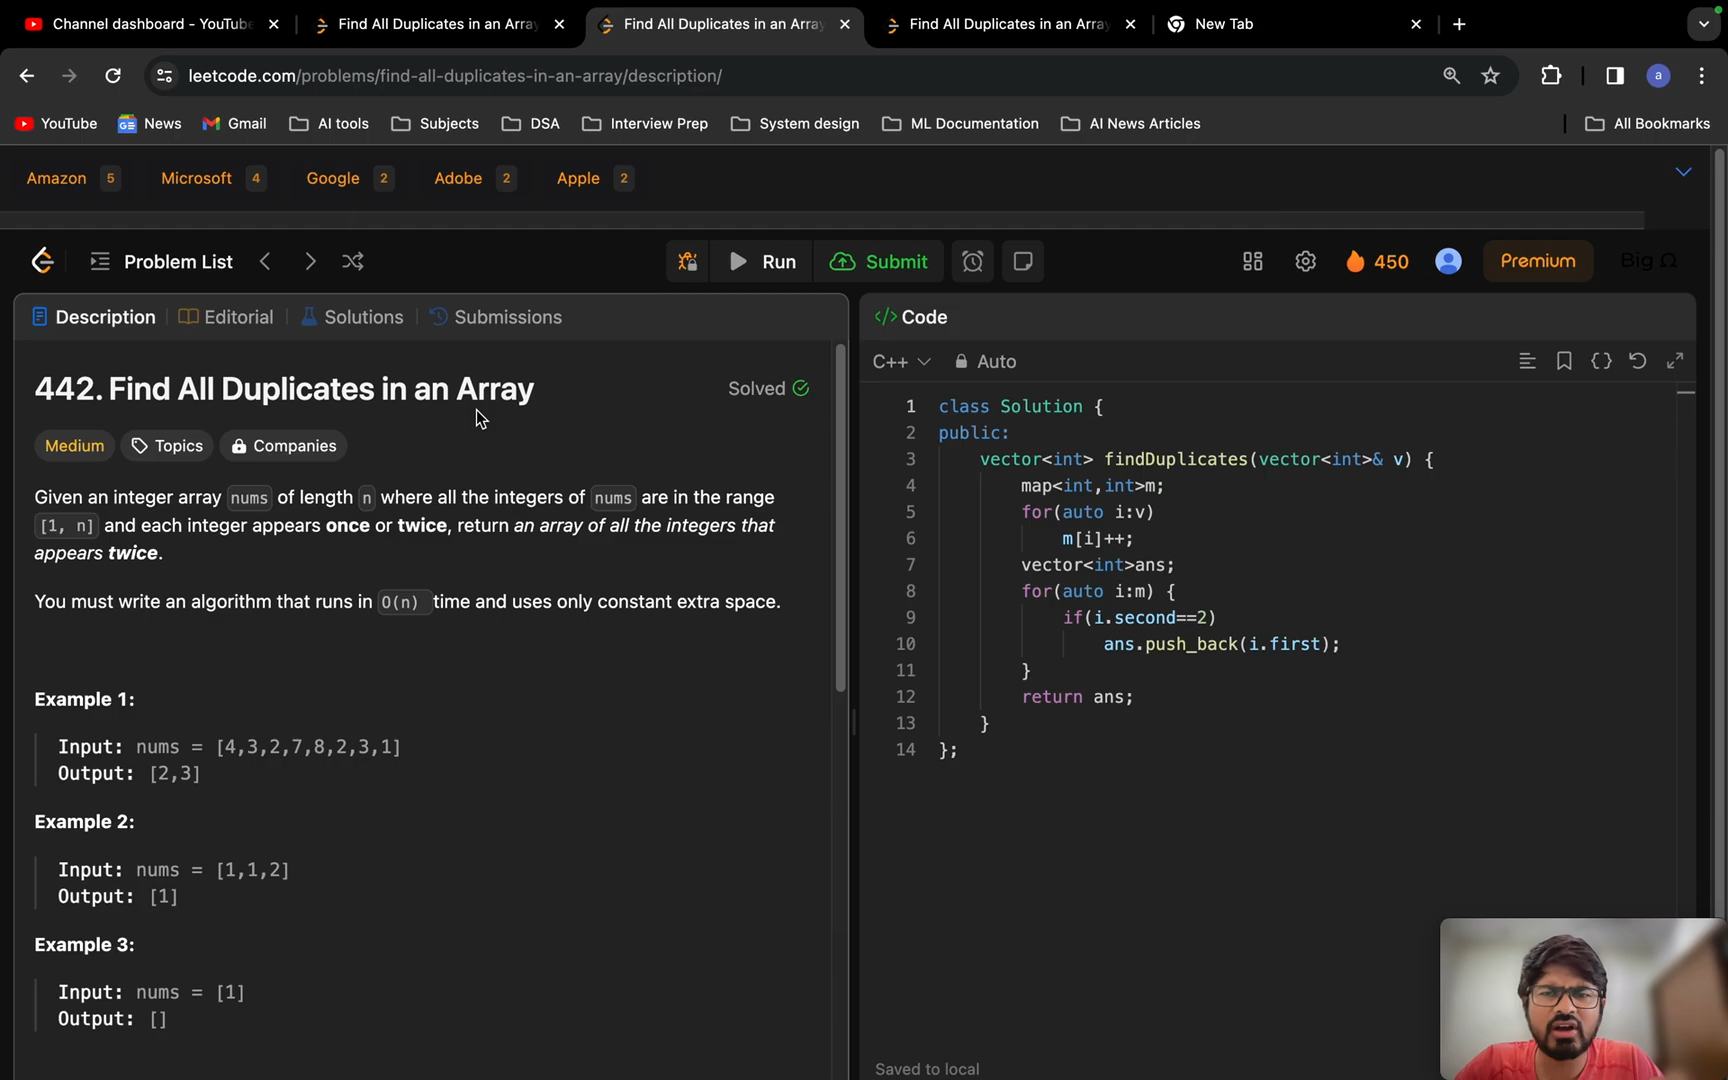 Channel dashboard - YouTube
Find All Duplicates in an Array
Find All Duplicates in an Array
Find All Duplicates in an Array
New Tab
leetcode.com/problems/find-all-duplicates-in-an-array/description/
a
YouTube
News
Gmail
AI tools
Subjects
DSA
Interview Prep
System design
ML Documentation
AI News Articles
All Bookmarks
Amazon 5
Microsoft 4
Google 2
Adobe 2
Apple 2
Problem List
Run
Submit
450
Premium
Big Ω
Description
Editorial
Solutions
Submissions
442. Find All Duplicates in an Array
Solved
Medium
Topics
Companies
Given an integer array nums of length n where all the integers of nums are in the range
[1, n] and each integer appears once or twice, return an array of all the integers that
appears twice.
You must write an algorithm that runs in O(n) time and uses only constant extra space.
Example 1:
Input: nums = [4,3,2,7,8,2,3,1]
Output: [2,3]
Example 2:
Input: nums = [1,1,2]
Output: [1]
Example 3:
Input: nums = [1]
Output: []
</> Code
C++
Auto
1 class Solution {
2 public:
3 vector<int> findDuplicates(vector<int>& v) {
4 map<int,int>m;
5 for(auto i:v)
6 m[i]++;
7 vector<int>ans;
8 for(auto i:m) {
9 if(i.second==2)
10 ans.push_back(i.first);
11 }
12 return ans;
13 }
14 };
Saved to local